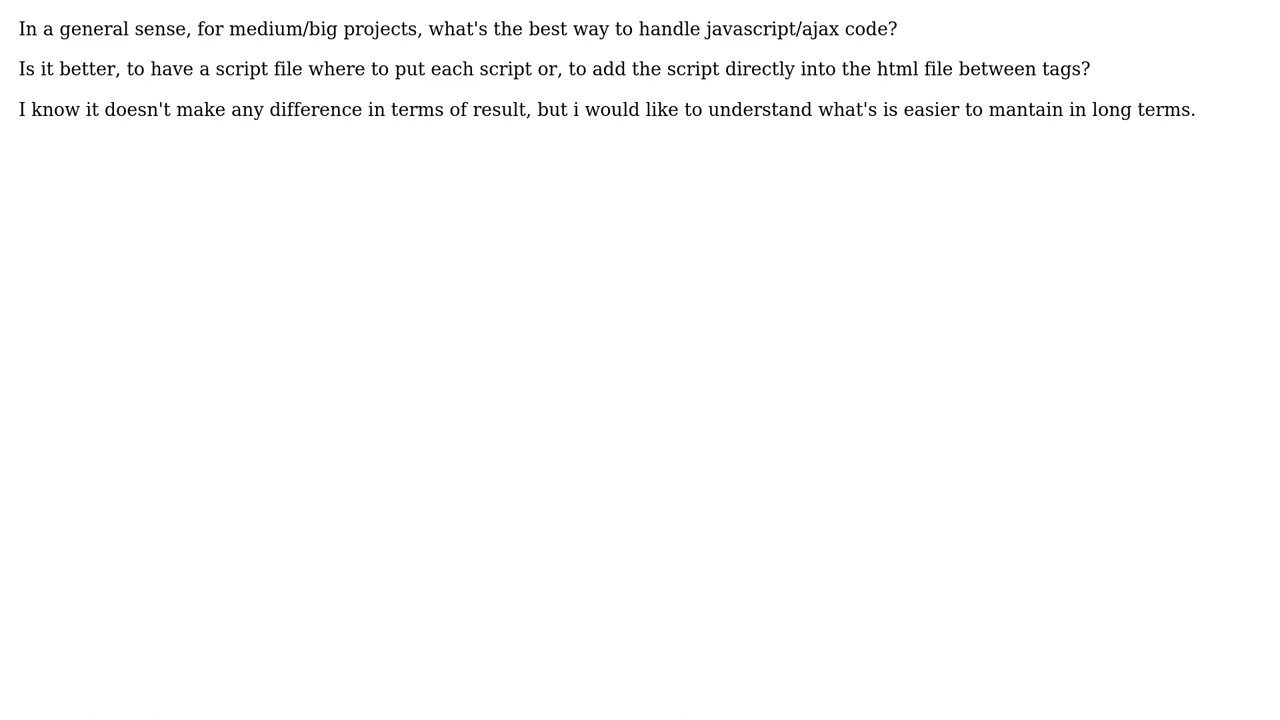 In a general sense, for medium/big projects, what's the best way to handle javascript/ajax code?
Is it better, to have a script file where to put each script or, to add the script directly into the html file between tags?
I know it doesn't make any difference in terms of result, but i would like to understand what's is easier to mantain in long terms.